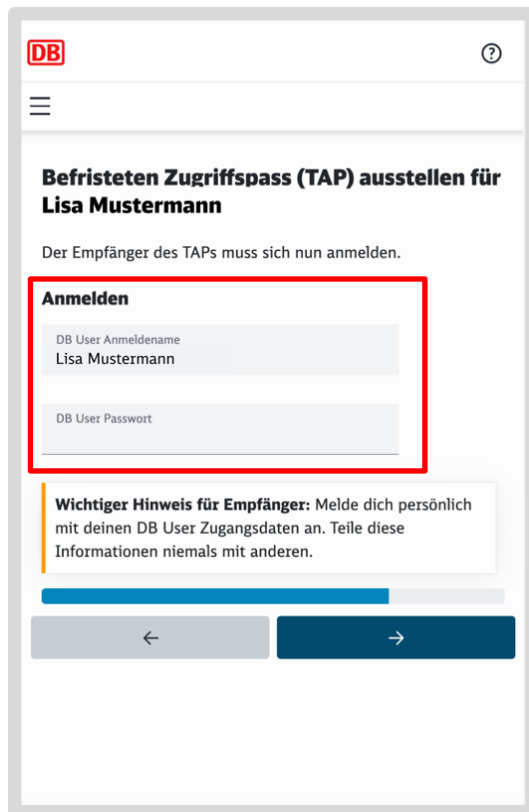 DB
Befristeten Zugriffspass (TAP) ausstellen für
Lisa Mustermann
Der Empfänger des TAPs muss sich nun anmelden.
Anmelden
DB User Anmeldename
Lisa Mustermann
DB User Passwort
Wichtiger Hinweis für Empfänger: Melde dich persönlich
mit deinen DB User Zugangsdaten an. Teile diese
Informationen niemals mit anderen.